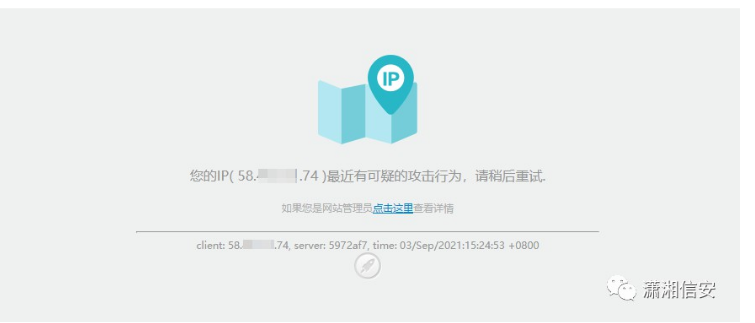 IP
您的IP( 58. .74 )最近有可疑的攻击行为，请稍后重试.
如果您是网站管理员点击这里查看详情
client: 58. .74, server: 5972af7, time: 03/Sep/2021:15:24:53 +0800
潇湘信安